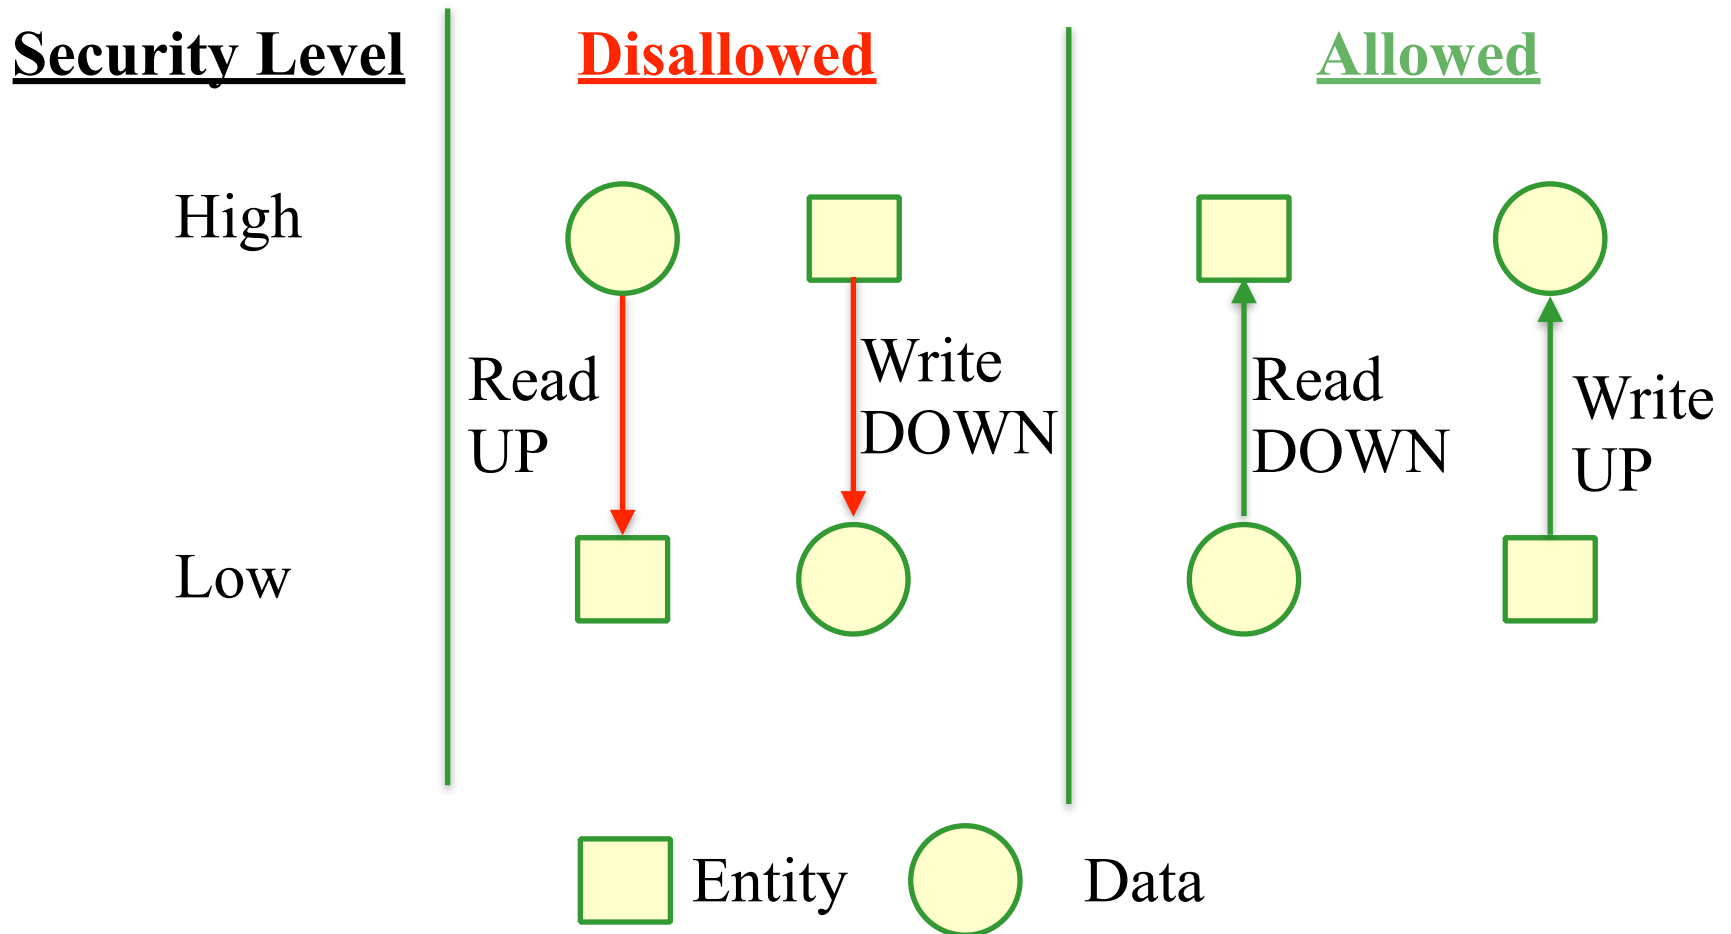 Security Level
Disallowed
Allowed
High
Read
UP
Write
DOWN
Read
DOWN
Write
UP
Low
Entity
Data